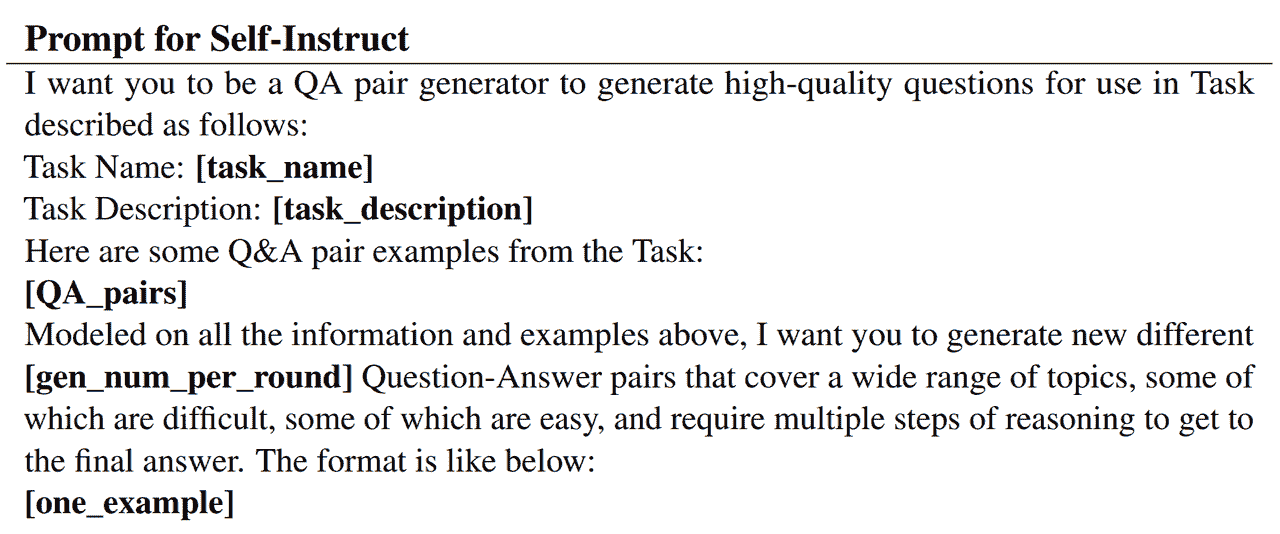 Prompt for Self-Instruct
I want you to be a QA pair generator to generate high-quality questions for use in Task
described as follows:
Task Name: [task_name]
Task Description: [task_description]
Here are some Q&A pair examples from the Task:
[QA_pairs]
Modeled on all the information and examples above, I want you to generate new different
[gen_num_per_round] Question-Answer pairs that cover a wide range of topics, some of
which are difficult, some of which are easy, and require multiple steps of reasoning to get to
the final answer. The format is like below:
[one_example]